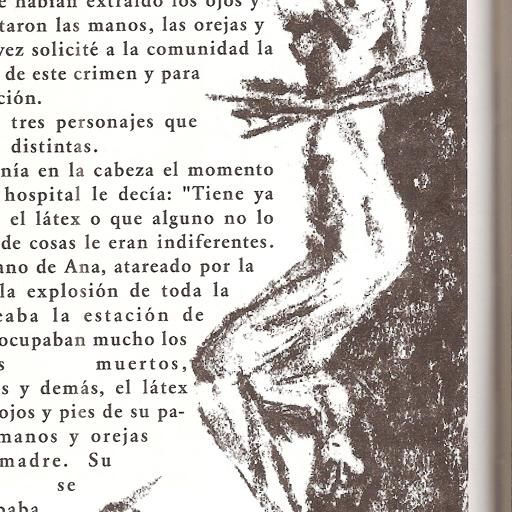 habían extraído los ojos y
taron las manos, las orejas y
vez solicité a la comunidad la
de este crimen y para
ción.
tres personajes que
distintas.
nía en la cabeza el momento
hospital le decía: "Tiene ya
el látex o que alguno no lo
de cosas le eran indiferentes.
ano de Ana, atareado por la
la explosión de toda la
eaba la estación de
ocupaban mucho los
s muertos,
s y demás, el látex
ojos y pies de su pa-
manos y orejas
madre. Su
se
paba